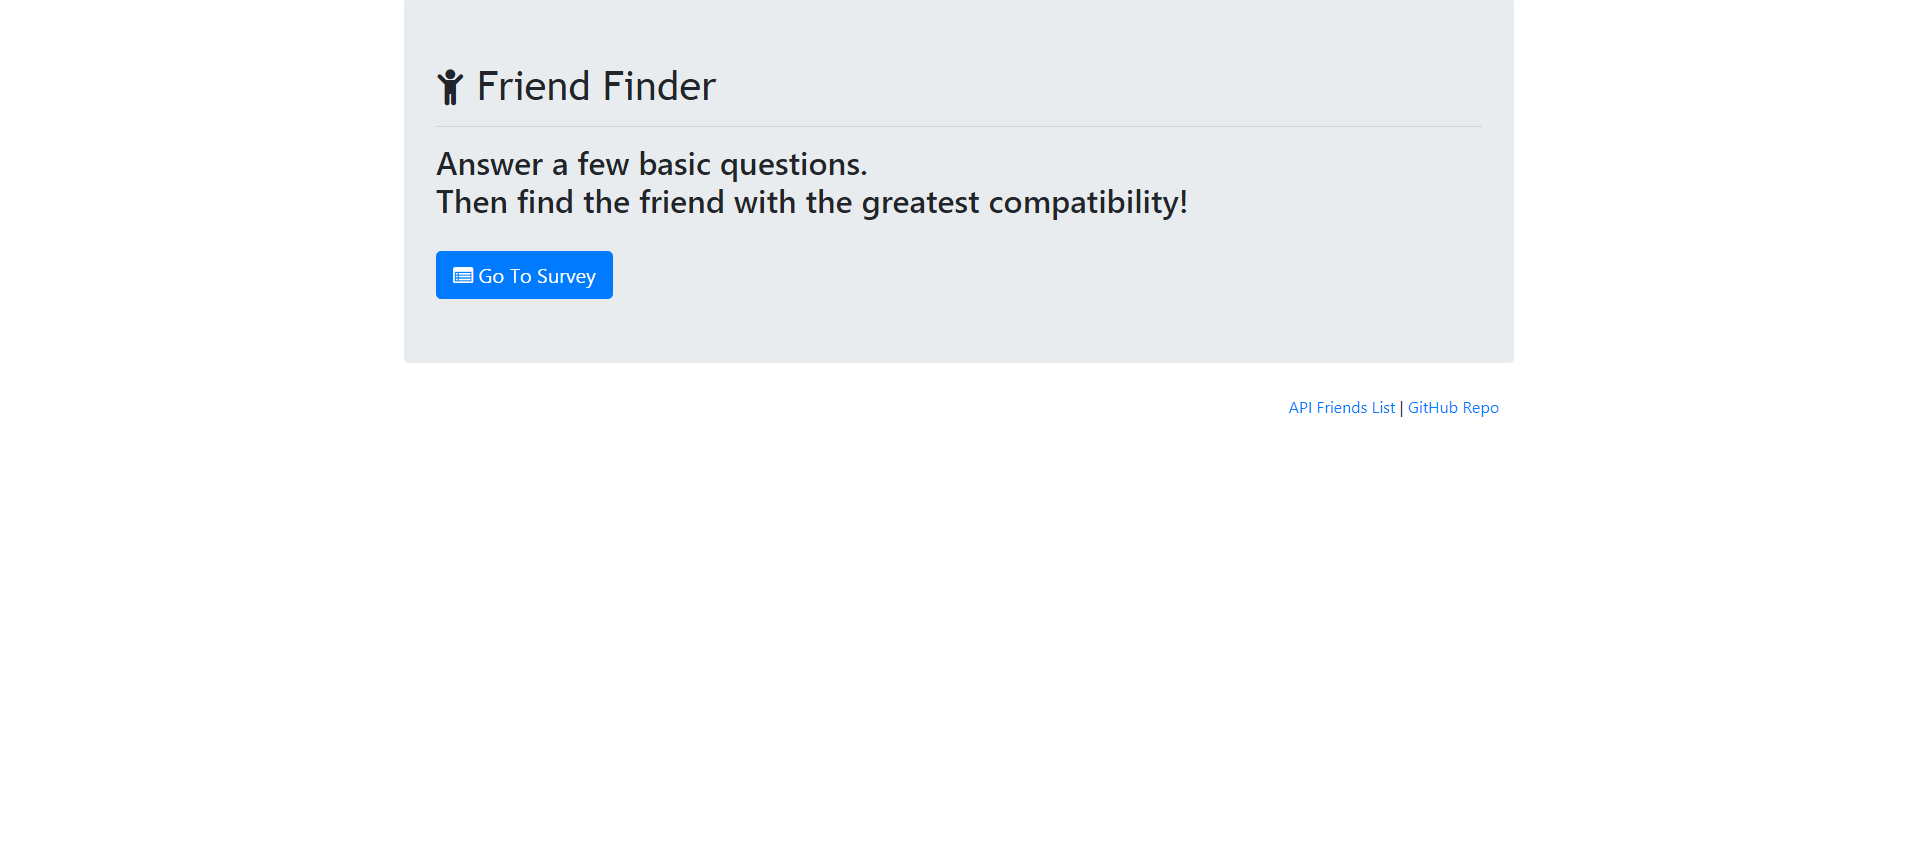 Friend Finder
Answer a few basic questions.
Then find the friend with the greatest compatibility!
Go To Survey
API Friends List | GitHub Repo